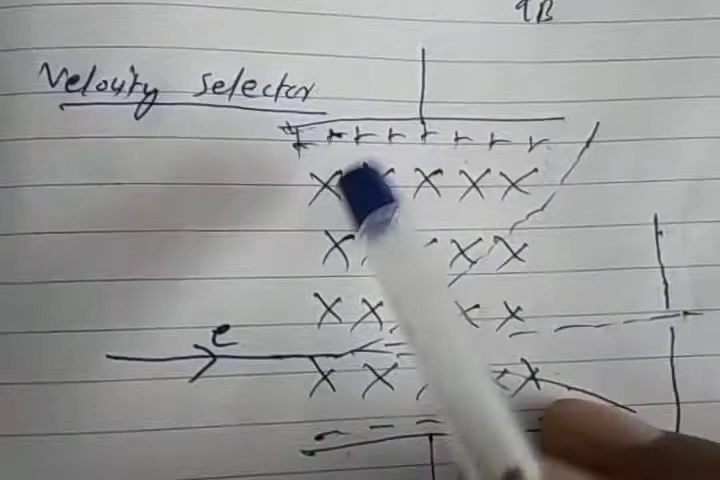 qB
Velocity selector
+ + + + + + + +
X X X X
X X X
X X X X
e
X X X
- - -